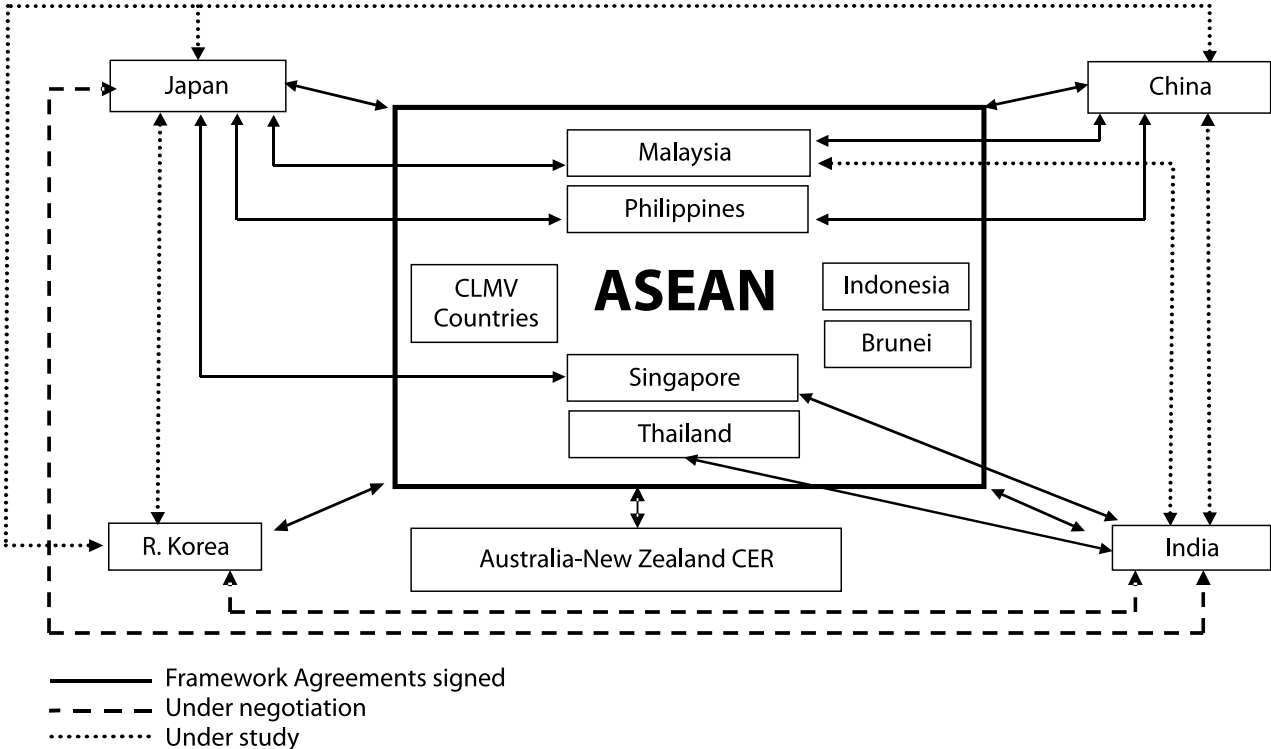 Japan
China
Malaysia
Philippines
CLMV
Countries
ASEAN
Indonesia
Brunei
Singapore
Thailand
R. Korea
Australia-New Zealand CER
India
Framework Agreements signed
Under negotiation
Under study